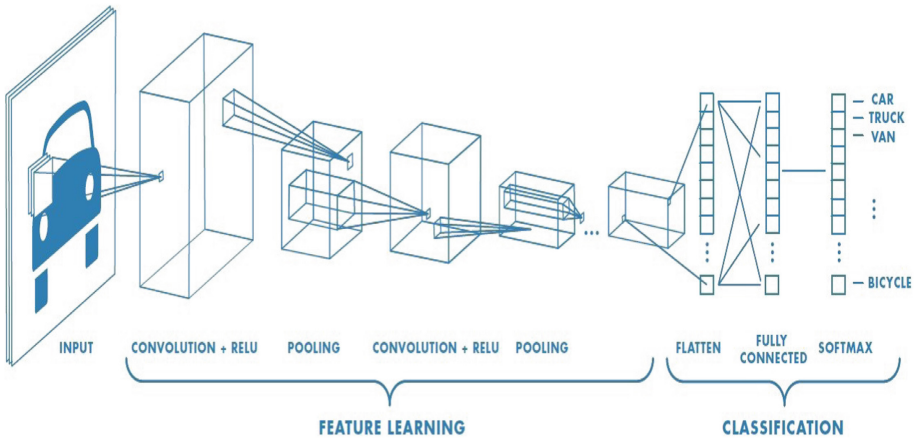 CAR
TRUCK
VAN
BICYCLE
INPUT
CONVOLUTION + RELU
POOLING
CONVOLUTION + RELU
POOLING
FLATTEN
FULLY
CONNECTED
SOFTMAX
FEATURE LEARNING
CLASSIFICATION